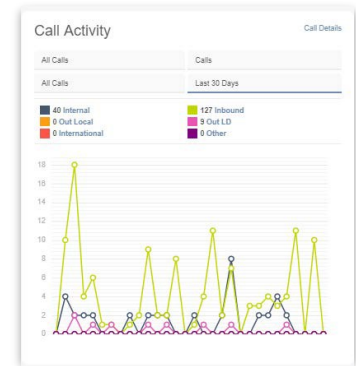 Call Activity Call Details
All Calls Calls
All Calls Last 30 Days
40 Internal 127 Inbound
0 Out Local 9 Out LD
0 International 0 Other
18
16
14
12
10
8
6
4
2
0